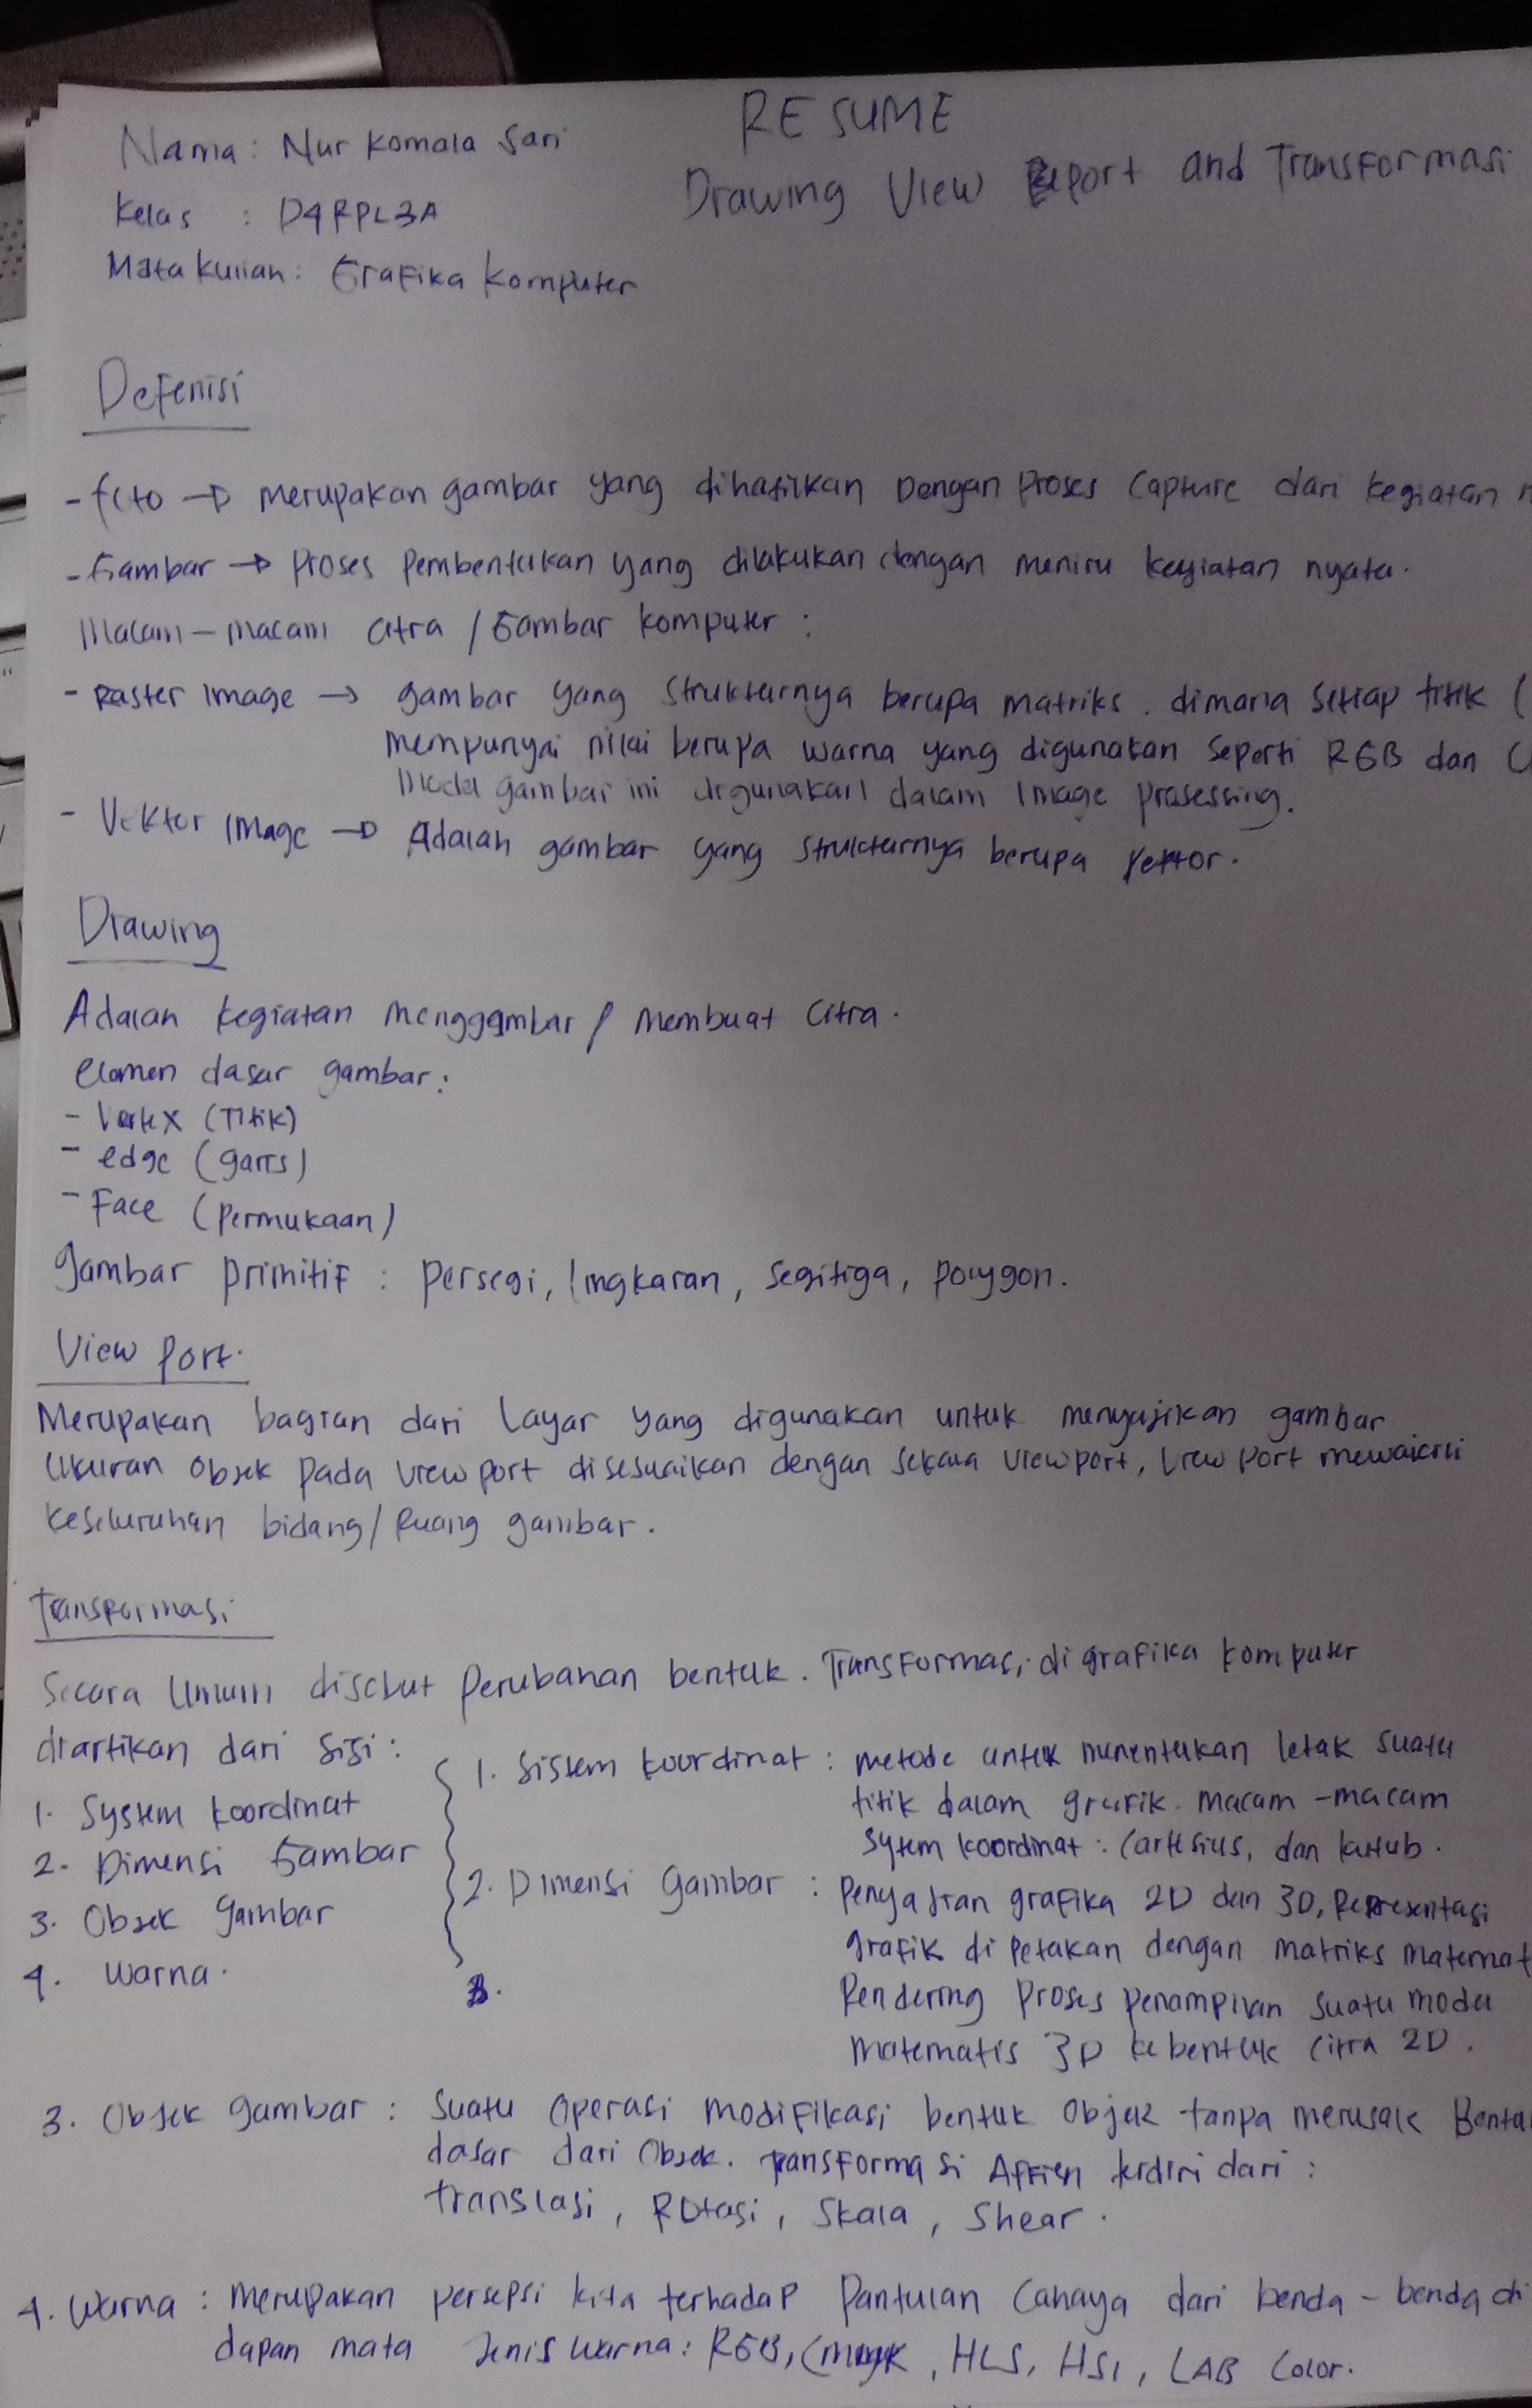 RESUME
Drawing View Port and Transformasi
Nama : Nur Komala Sari
Kelas : D4RPL3A
Mata kuliah : Grafika Komputer
Defenisi
- foto → merupakan gambar yang dihasilkan Dengan proses Capture dari kegiatan
- Gambar → Proses Pembentukan yang dilakukan dengan meniru kegiatan nyata.
Macam - macam citra / Gambar komputer :
- Raster Image → gambar yang strukturnya berupa matriks . dimana setiap titik (
mempunyai nilai berupa warna yang digunakan seperti RGB dan
Model gambar ini digunakan dalam Image prosessing.
- Vektor Image → Adalah gambar yang strukturnya berupa vektor.
Drawing
Adalah kegiatan menggambar / membuat citra.
elemen dasar gambar :
- Vertex (Titik)
- edge (garis)
- Face (Permukaan)
gambar primitif : persegi, lingkaran, segitiga, polygon.
View Port.
Merupakan bagian dari layar yang digunakan untuk menyajikan gambar
Ukuran objek pada viewport disesuaikan dengan skala viewport, view port mewakili
keseluruhan bidang / Ruang gambar.
Transformasi
Secara Umum disebut perubahan bentuk. Transformasi di grafika komputer
diartikan dari sisi :
1. System koordinat
2. Dimensi Gambar
3. Objek gambar
4. Warna.
1. Sistem koordinat : metode untuk menentukan letak suatu
titik dalam grafik. macam - macam
sytem koordinat : Cartesius, dan kutub.
2. Dimensi gambar : Penyajian grafika 2D dan 3D, Representasi
grafik di petakan dengan matriks matemat
Rendering proses penampilan suatu model
matematis 3D ke bentuk citra 2D.
3.
3. Objek gambar : Suatu operasi modifikasi bentuk objek tanpa merusak Bentu
dasar dari objek. Transformasi Affien terdiri dari :
translasi, Rotasi, Skala, Shear.
4. Warna : Merupakan persepsi kita terhadap Pantulan Cahaya dari benda - benda di
dapan mata Jenis warna : RGB, CMYK, HLS, HSI, LAB Color.